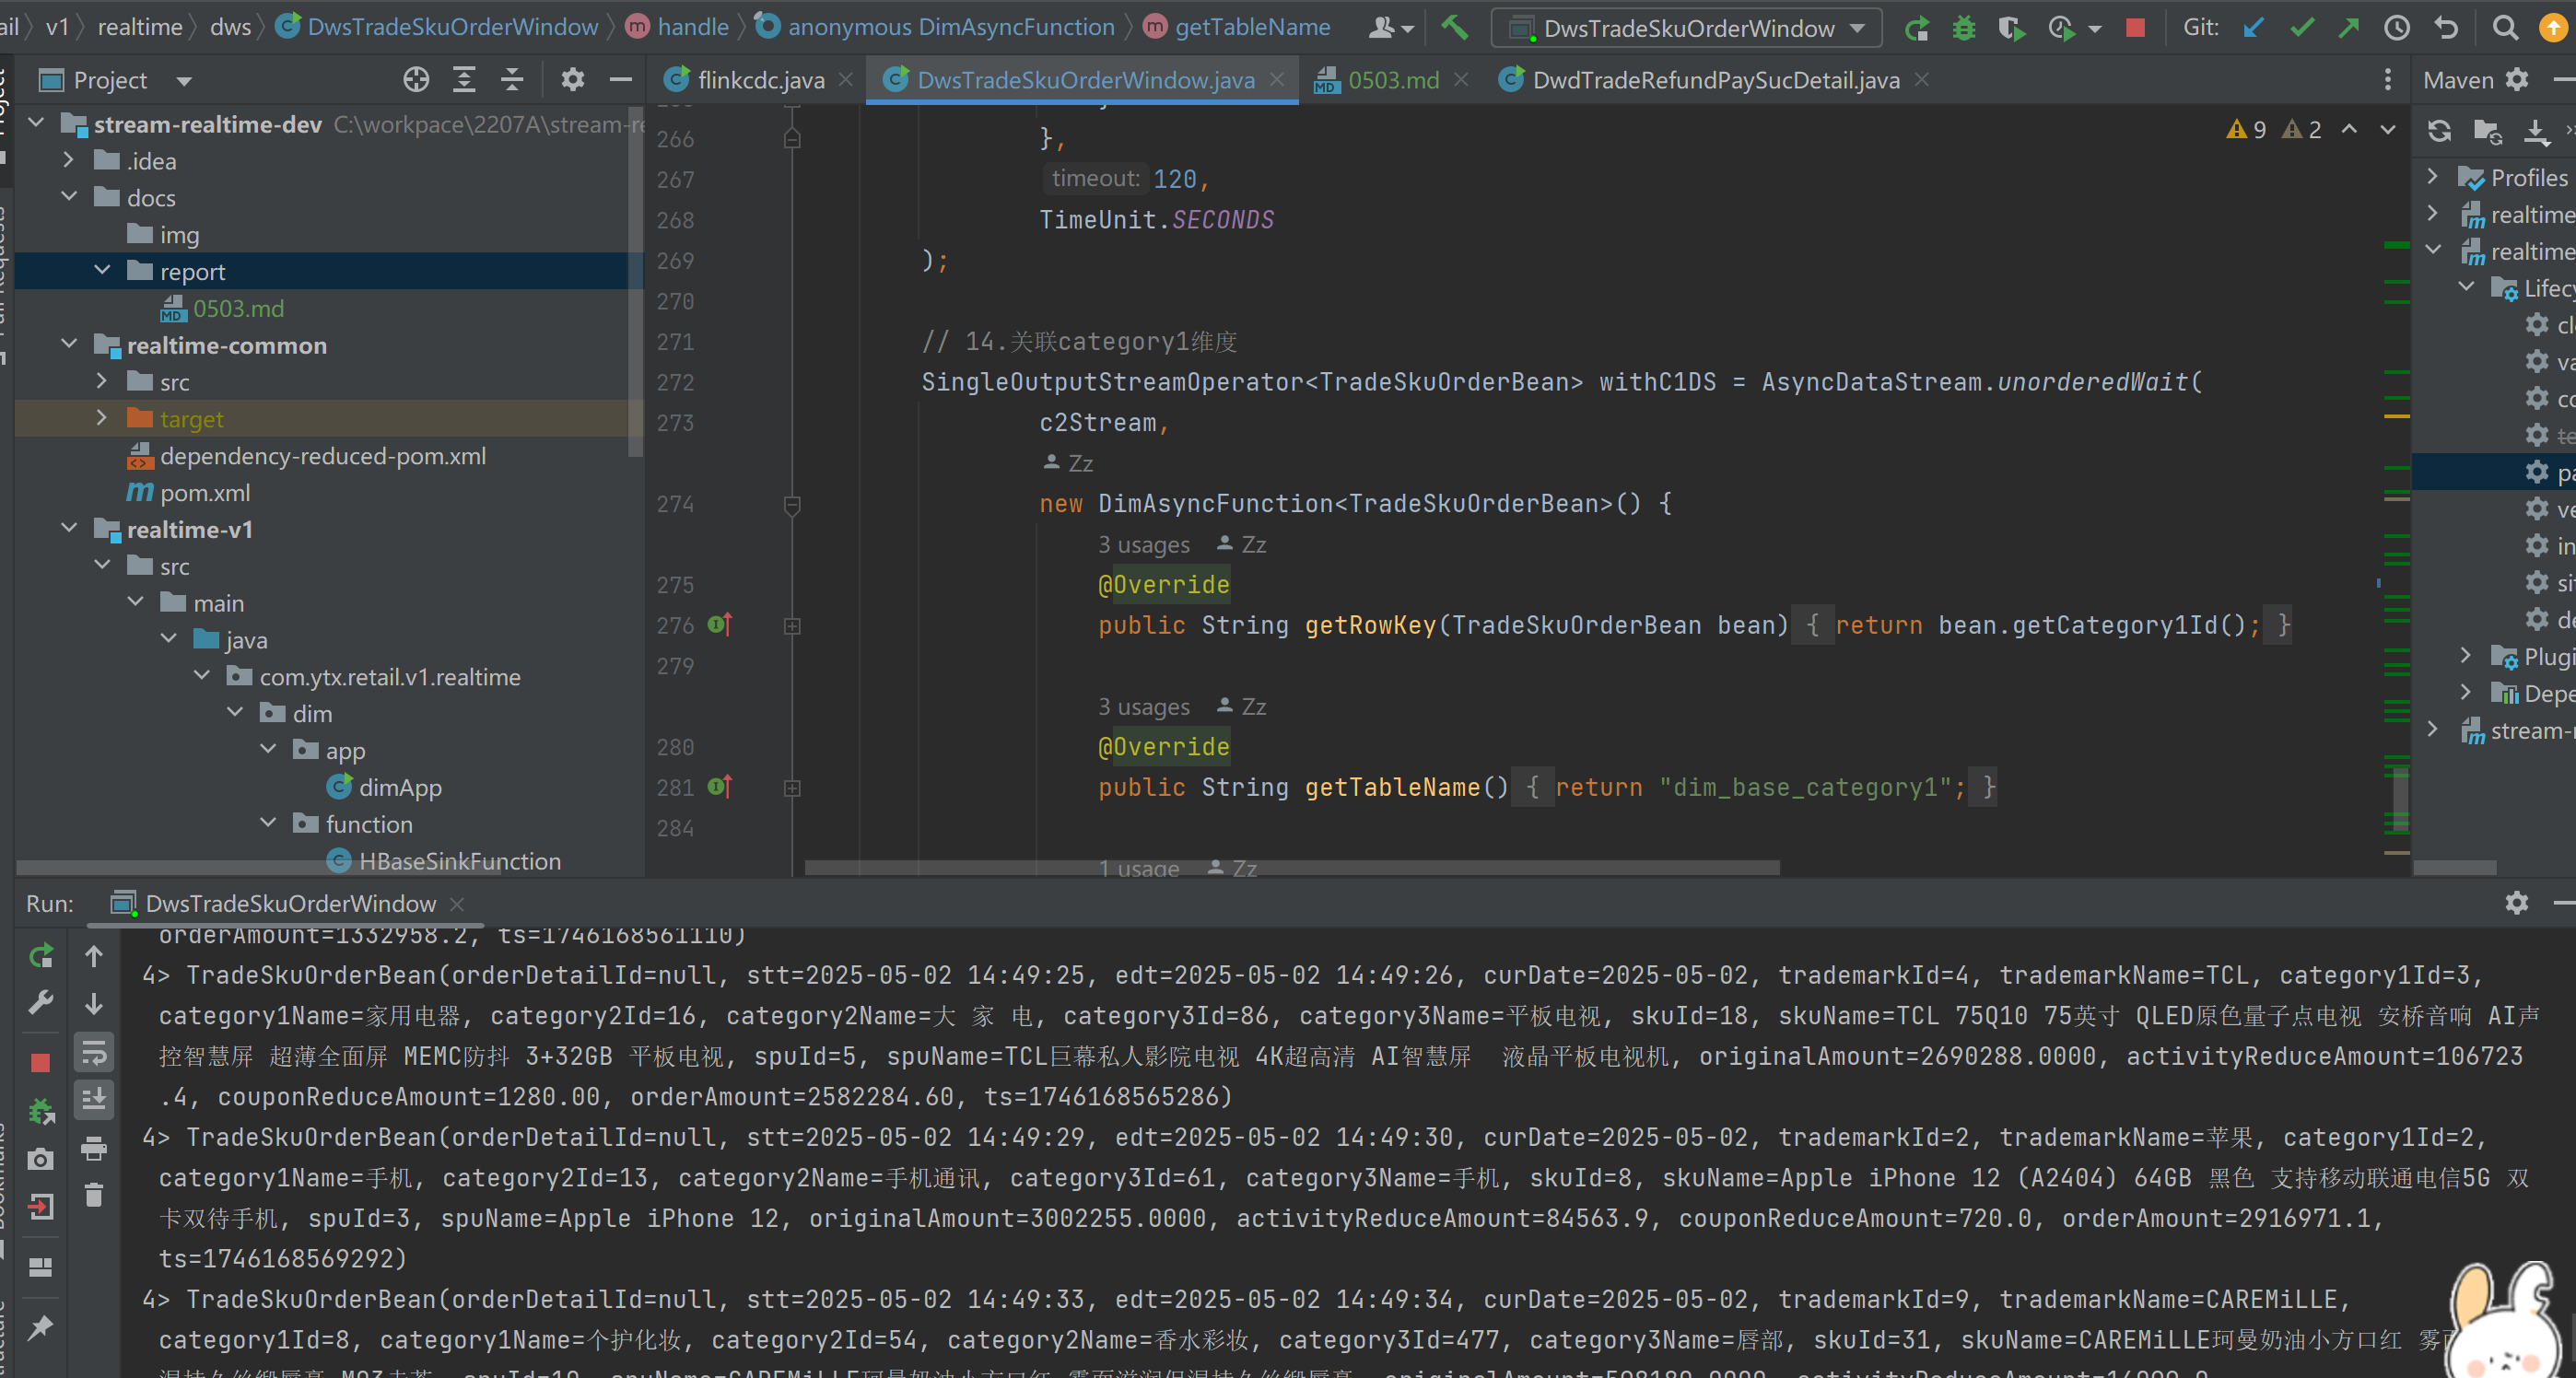 ail v1 realtime dws DwsTradeSkuOrderWindow handle anonymous DimAsyncFunction getTableName DwsTradeSkuOrderWindow Git:
Project
flinkcdc.java DwsTradeSkuOrderWindow.java 0503.md DwdTradeRefundPaySucDetail.java Maven
stream-realtime-dev C:\workpace\2207A\stream-re
.idea
docs
img
report
0503.md
realtime-common
src
target
dependency-reduced-pom.xml
pom.xml
realtime-v1
src
main
java
com.ytx.retail.v1.realtime
dim
app
dimApp
function
HBaseSinkFunction
9 2
266 },
267 timeout: 120,
268 TimeUnit.SECONDS
269 );
270
271 // 14.关联category1维度
272 SingleOutputStreamOperator<TradeSkuOrderBean> withC1DS = AsyncDataStream.unorderedWait(
273 c2Stream,
Zz
274 new DimAsyncFunction<TradeSkuOrderBean>() {
3 usages Zz
275 @Override
276 public String getRowKey(TradeSkuOrderBean bean) { return bean.getCategory1Id(); }
279
3 usages Zz
280 @Override
281 public String getTableName() { return "dim_base_category1"; }
284
1 usage Zz
Profiles
realtime
realtime
Lifecy
cl
va
co
te
pa
ve
in
si
de
Plugi
Depe
stream-r
Run: DwsTradeSkuOrderWindow
orderAmount=1332958.2, ts=1746168561110)
4> TradeSkuOrderBean(orderDetailId=null, stt=2025-05-02 14:49:25, edt=2025-05-02 14:49:26, curDate=2025-05-02, trademarkId=4, trademarkName=TCL, category1Id=3,
category1Name=家用电器, category2Id=16, category2Name=大 家 电, category3Id=86, category3Name=平板电视, skuId=18, skuName=TCL 75Q10 75英寸 QLED原色量子点电视 安桥音响 AI声
控智慧屏 超薄全面屏 MEMC防抖 3+32GB 平板电视, spuId=5, spuName=TCL巨幕私人影院电视 4K超高清 AI智慧屏  液晶平板电视机, originalAmount=2690288.0000, activityReduceAmount=106723
.4, couponReduceAmount=1280.00, orderAmount=2582284.60, ts=1746168565286)
4> TradeSkuOrderBean(orderDetailId=null, stt=2025-05-02 14:49:29, edt=2025-05-02 14:49:30, curDate=2025-05-02, trademarkId=2, trademarkName=苹果, category1Id=2,
category1Name=手机, category2Id=13, category2Name=手机通讯, category3Id=61, category3Name=手机, skuId=8, skuName=Apple iPhone 12 (A2404) 64GB 黑色 支持移动联通电信5G 双
卡双待手机, spuId=3, spuName=Apple iPhone 12, originalAmount=3002255.0000, activityReduceAmount=84563.9, couponReduceAmount=720.0, orderAmount=2916971.1,
ts=1746168569292)
4> TradeSkuOrderBean(orderDetailId=null, stt=2025-05-02 14:49:33, edt=2025-05-02 14:49:34, curDate=2025-05-02, trademarkId=9, trademarkName=CAREMiLLE,
category1Id=8, category1Name=个护化妆, category2Id=54, category2Name=香水彩妆, category3Id=477, category3Name=唇部, skuId=31, skuName=CAREMiLLE珂曼奶油小方口红 雾